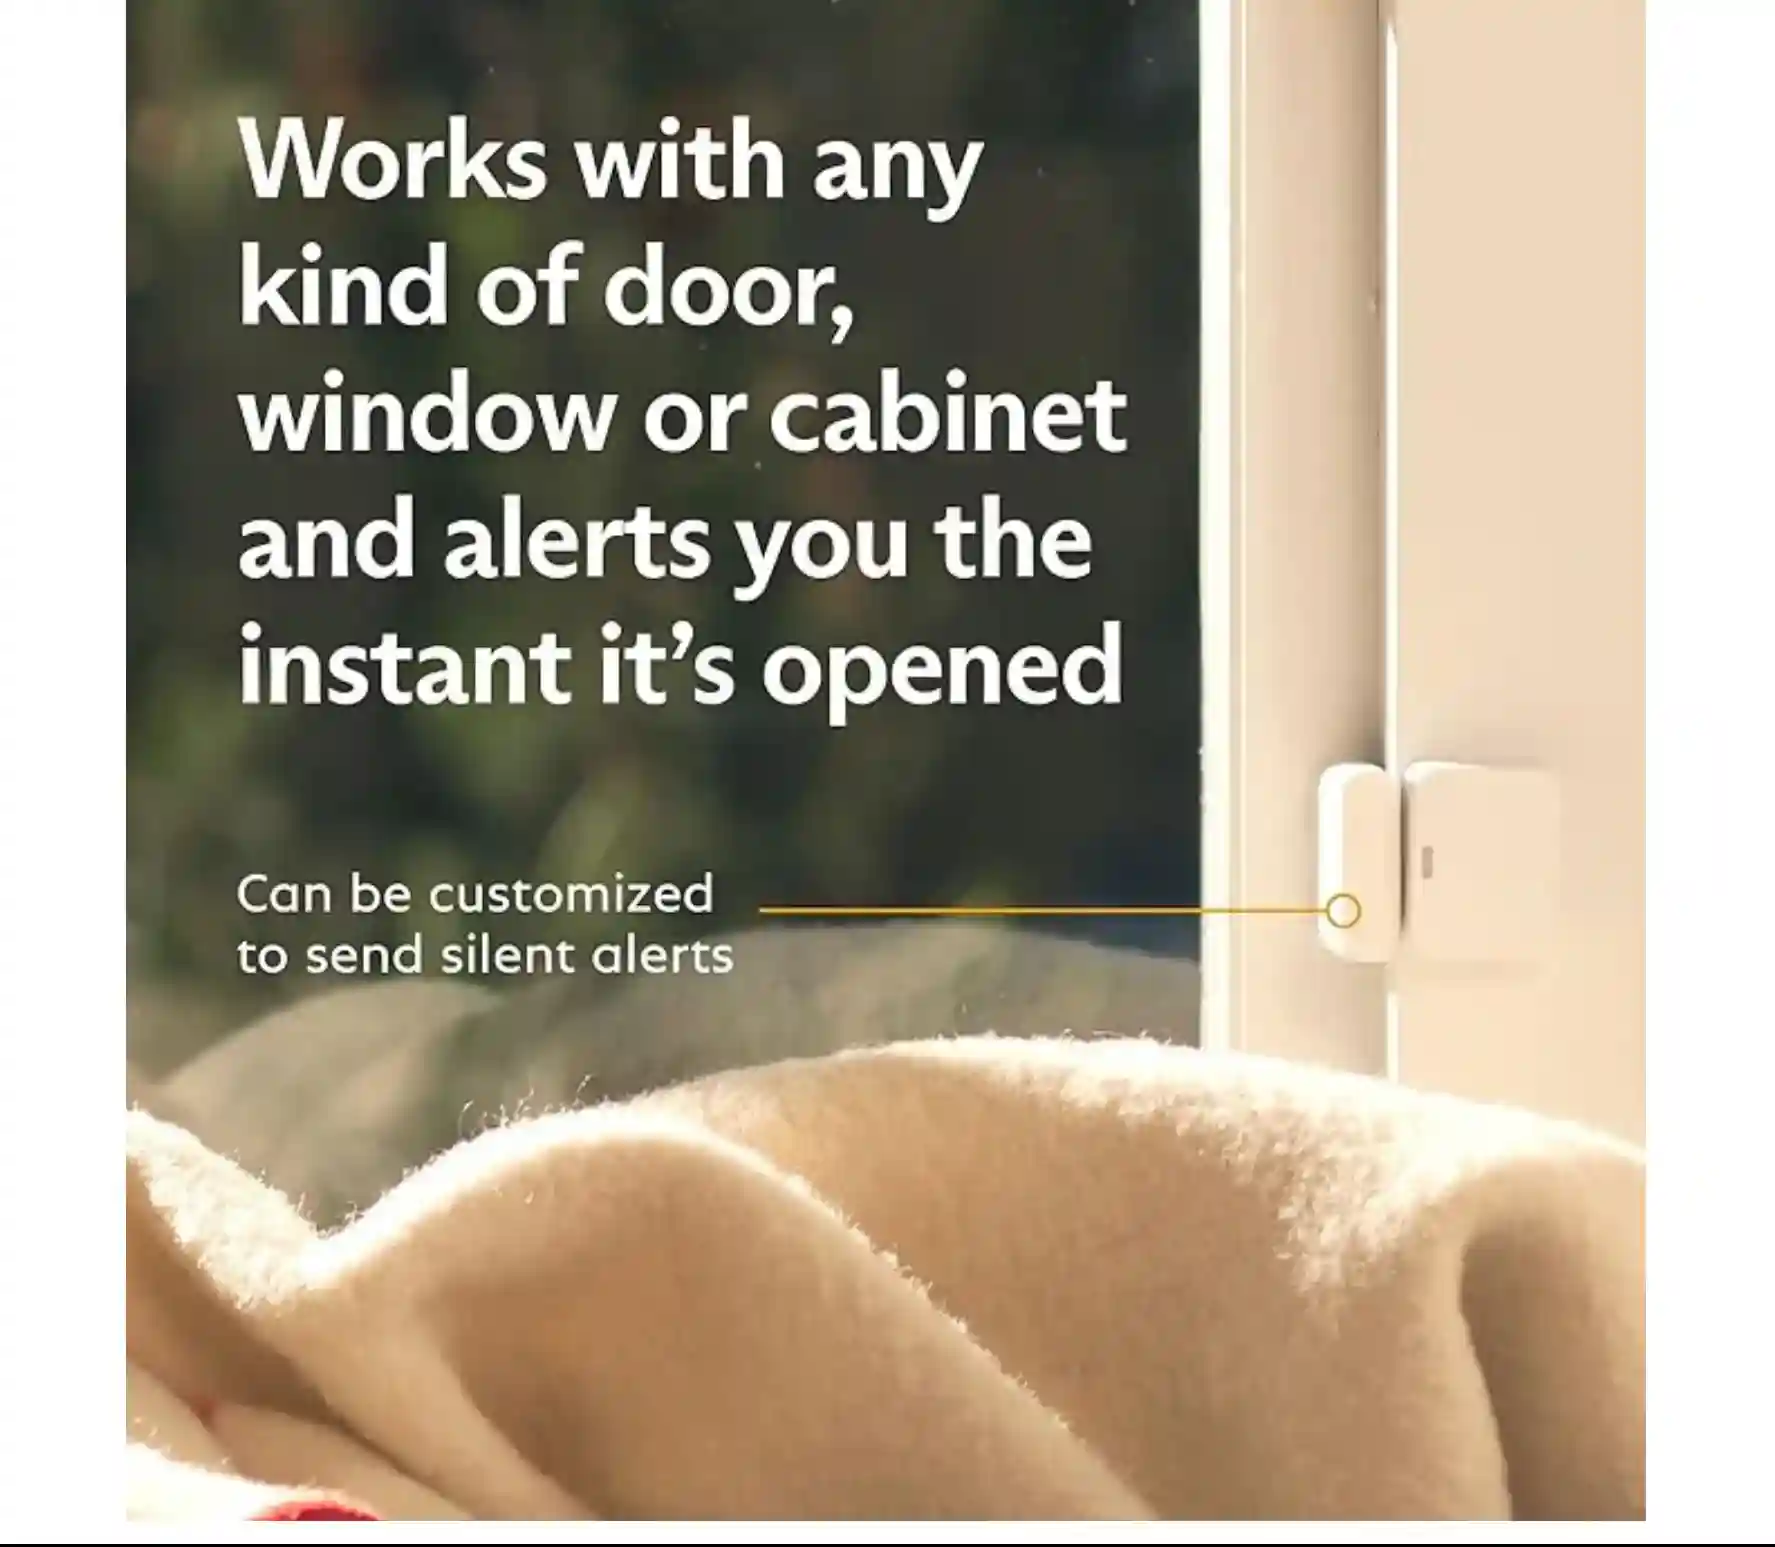 Works with any
kind of door,
window or cabinet
and alerts you the
instant it’s opened
Can be customized
to send silent alerts